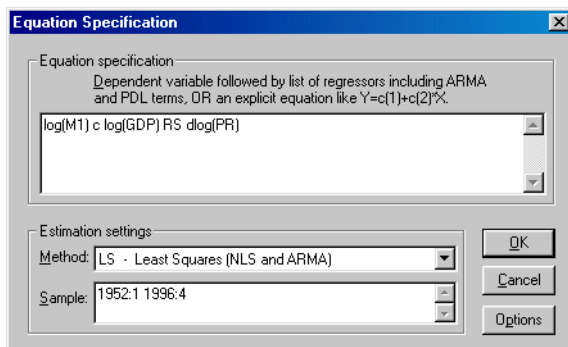 Equation Specification
Equation specification
Dependent variable followed by list of regressors including ARMA
and PDL terms, OR an explicit equation like Y=c(1)+c(2)*X.
log(M1) c log(GDP) RS dlog(PR)
Estimation settings
Method: LS - Least Squares (NLS and ARMA)
Sample: 1952:1 1996:4
OK
Cancel
Options